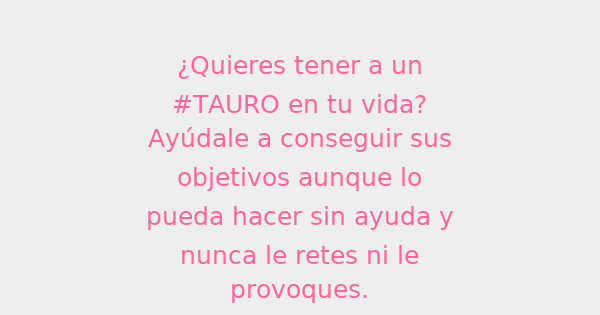 ¿Quieres tener a un
#TAURO en tu vida?
Ayúdale a conseguir sus
objetivos aunque lo
pueda hacer sin ayuda y
nunca le retes ni le
provoques.